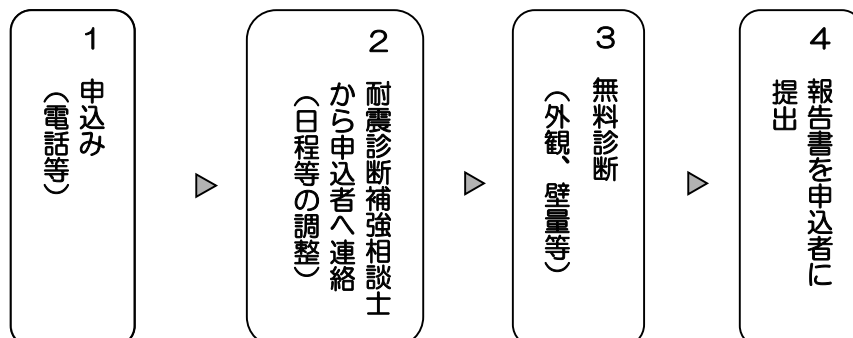 1
申込み
（電話等）
2
耐震診断補強相談士
から申込者へ連絡
（日程等の調整）
3
無料診断
（外観、壁量等）
4
報告書を申込者に
提出